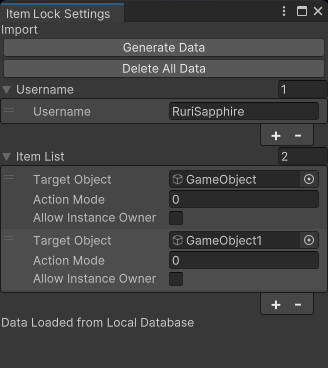 Item Lock Settings
Import
Generate Data
Delete All Data
Username 1
Username RuriSapphire
+ -
Item List 2
Target Object GameObject
Action Mode 0
Allow Instance Owner
Target Object GameObject1
Action Mode 0
Allow Instance Owner
+ -
Data Loaded from Local Database